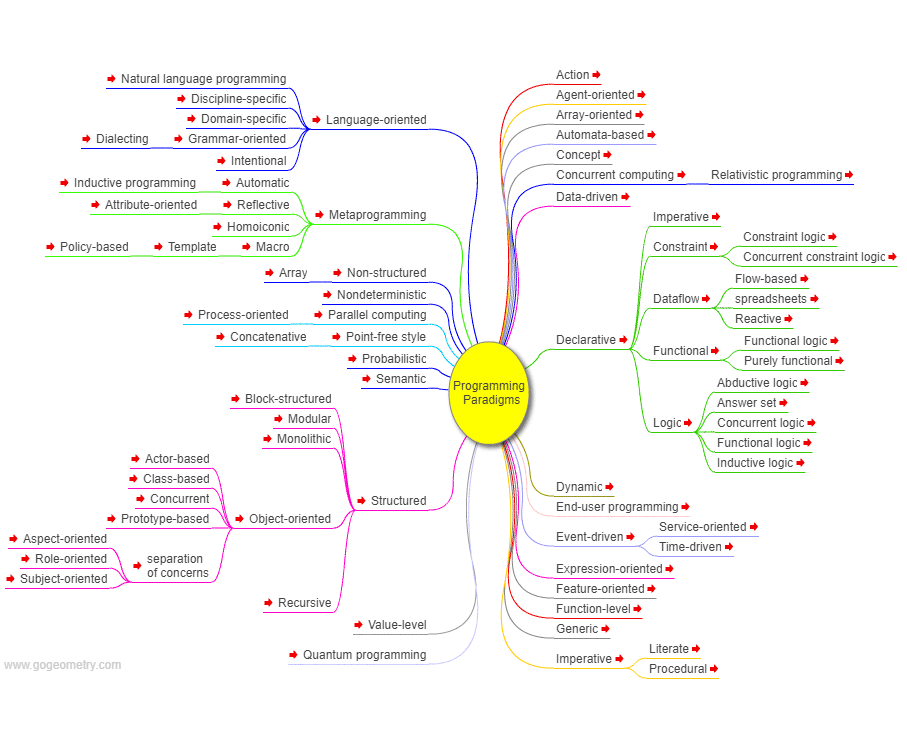 Programming
Paradigms
Action
Agent-oriented
Array-oriented
Automata-based
Concept
Concurrent computing
Relativistic programming
Data-driven
Declarative
Imperative
Constraint
Constraint logic
Concurrent constraint logic
Dataflow
Flow-based
spreadsheets
Reactive
Functional
Functional logic
Purely functional
Logic
Abductive logic
Answer set
Concurrent logic
Functional logic
Inductive logic
Dynamic
End-user programming
Event-driven
Service-oriented
Time-driven
Expression-oriented
Feature-oriented
Function-level
Generic
Imperative
Literate
Procedural
Language-oriented
Natural language programming
Discipline-specific
Domain-specific
Grammar-oriented
Dialecting
Intentional
Metaprogramming
Automatic
Inductive programming
Reflective
Attribute-oriented
Homoiconic
Macro
Template
Policy-based
Non-structured
Array
Nondeterministic
Parallel computing
Process-oriented
Point-free style
Concatenative
Probabilistic
Semantic
Structured
Block-structured
Modular
Monolithic
Object-oriented
Actor-based
Class-based
Concurrent
Prototype-based
separation
of concerns
Aspect-oriented
Role-oriented
Subject-oriented
Recursive
Value-level
Quantum programming
www.gogeometry.com